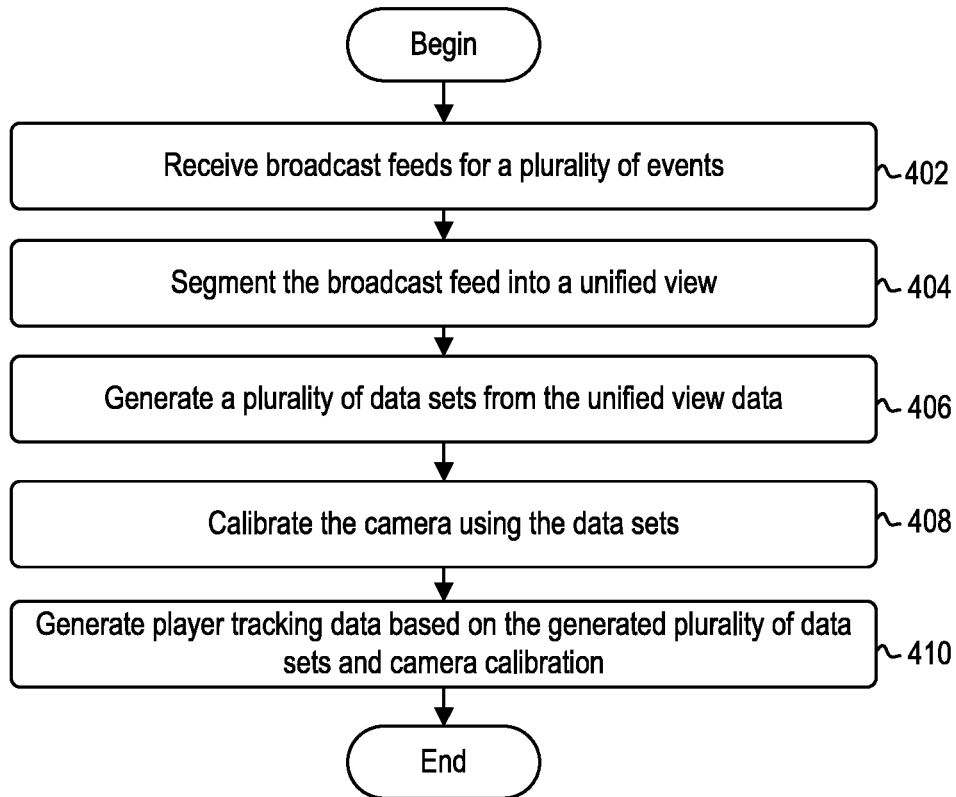 Begin
Receive broadcast feeds for a plurality of events
402
Segment the broadcast feed into a unified view
404
Generate a plurality of data sets from the unified view data
406
Calibrate the camera using the data sets
408
Generate player tracking data based on the generated plurality of data
sets and camera calibration
410
End